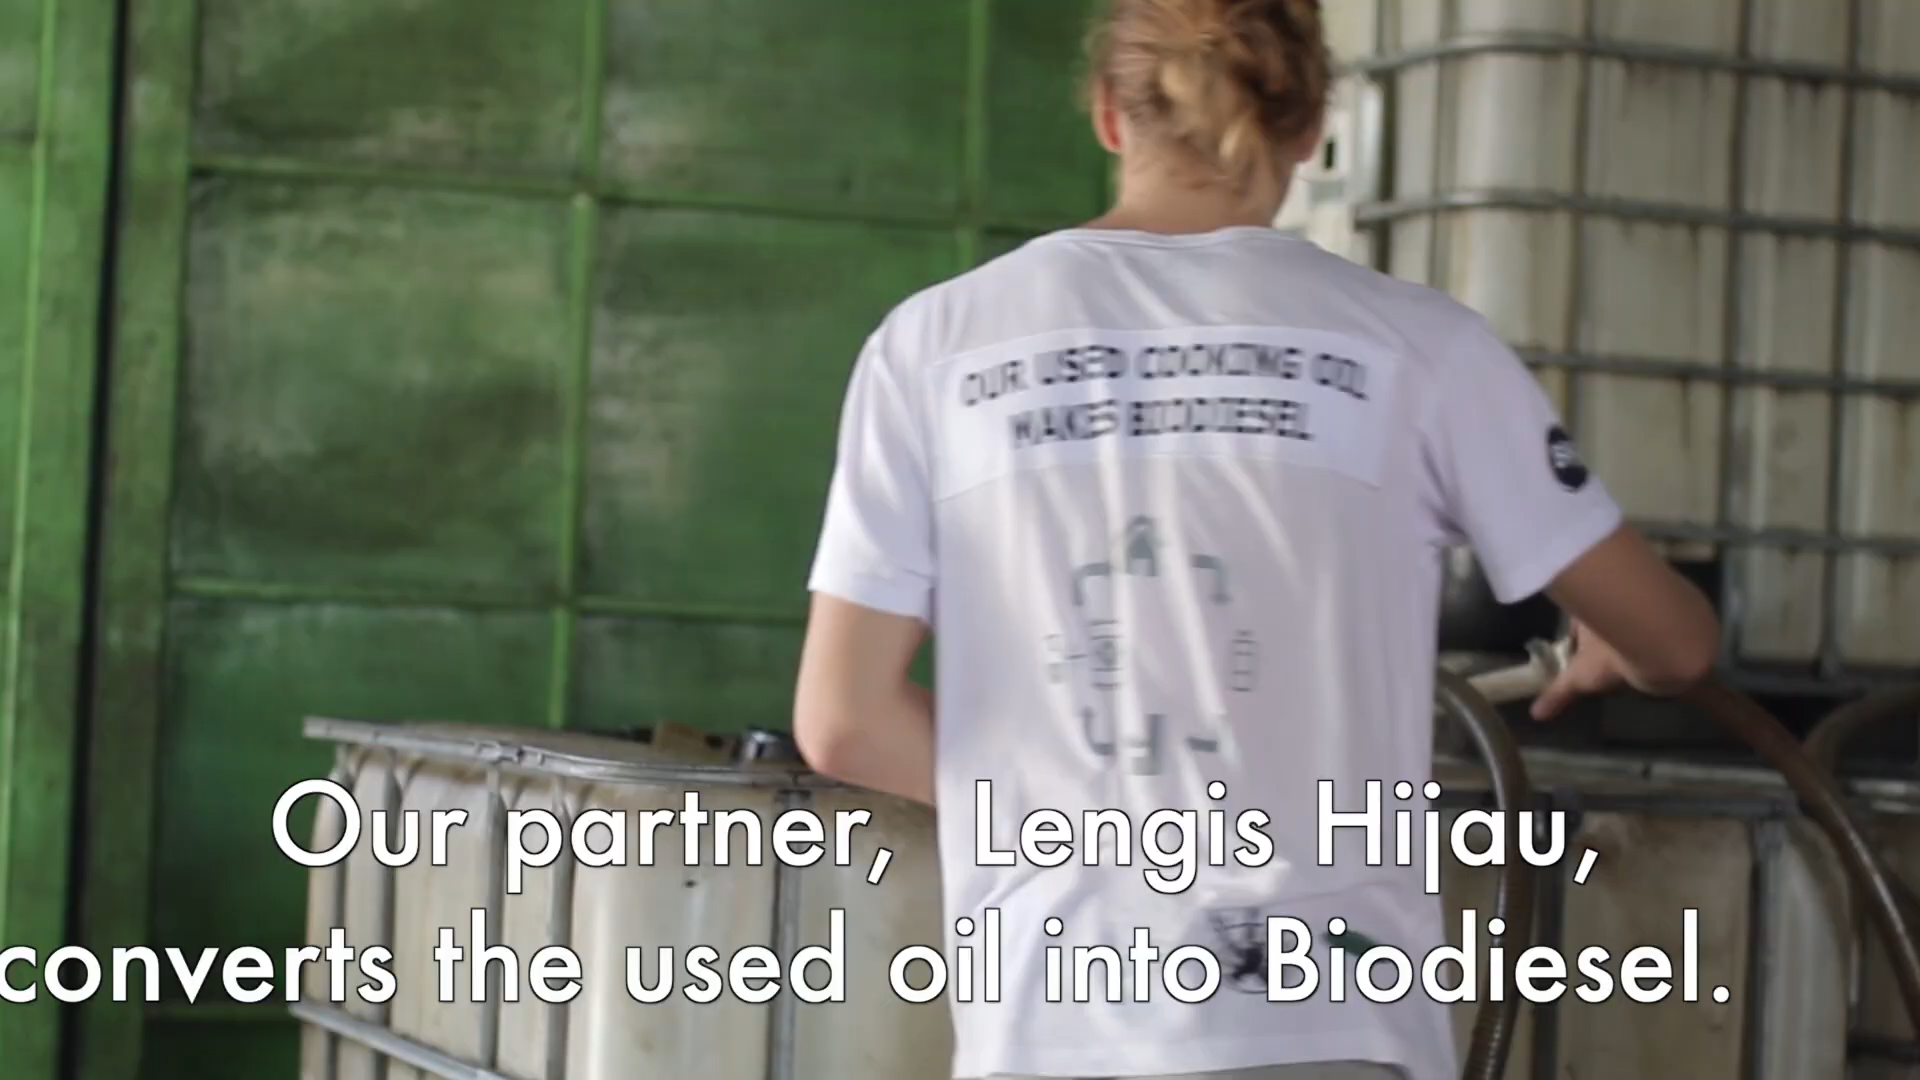 OUR USED COOKING OIL
MAKES BIODIESEL
Our partner, Lengis Hijau,
converts the used oil into Biodiesel.